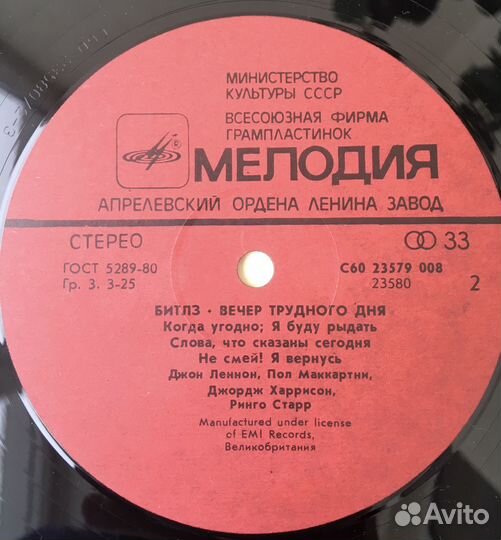 МИНИСТЕРСТВО
КУЛЬТУРЫ СССР
ВСЕСОЮЗНАЯ ФИРМА
ГРАМПЛАСТИНОК
® МЕЛОДИЯ
АПРЕЛЕВСКИЙ ОРДЕНА ЛЕНИНА ЗАВОД
СТЕРЕО 33
ГОСТ 5289-80 С60 23579 008
Гр. 3. 3-25 23580 2
БИТЛЗ · ВЕЧЕР ТРУДНОГО ДНЯ
Когда угодно; Я буду рыдать
Слова, что сказаны сегодня
Не смей! Я вернусь
Джон Леннон, Пол Маккартни,
Джордж Харрисон,
Ринго Старр
Manufactured under license
of EMI Records,
Великобритания
Avito